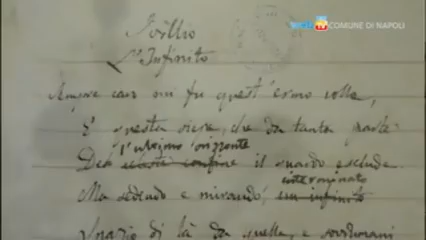 WEB TV COMUNE DI NAPOLI
Idillio
L'Infinito
Sempre caro mi fu quest'ermo colle,
E questa siepe, che da tanta parte
l'ultimo orizzonte
Del celeste confine il guardo esclude.
interminato
Ma sedendo e mirando, un infinito
Spazio di là da quella, e sovrumani